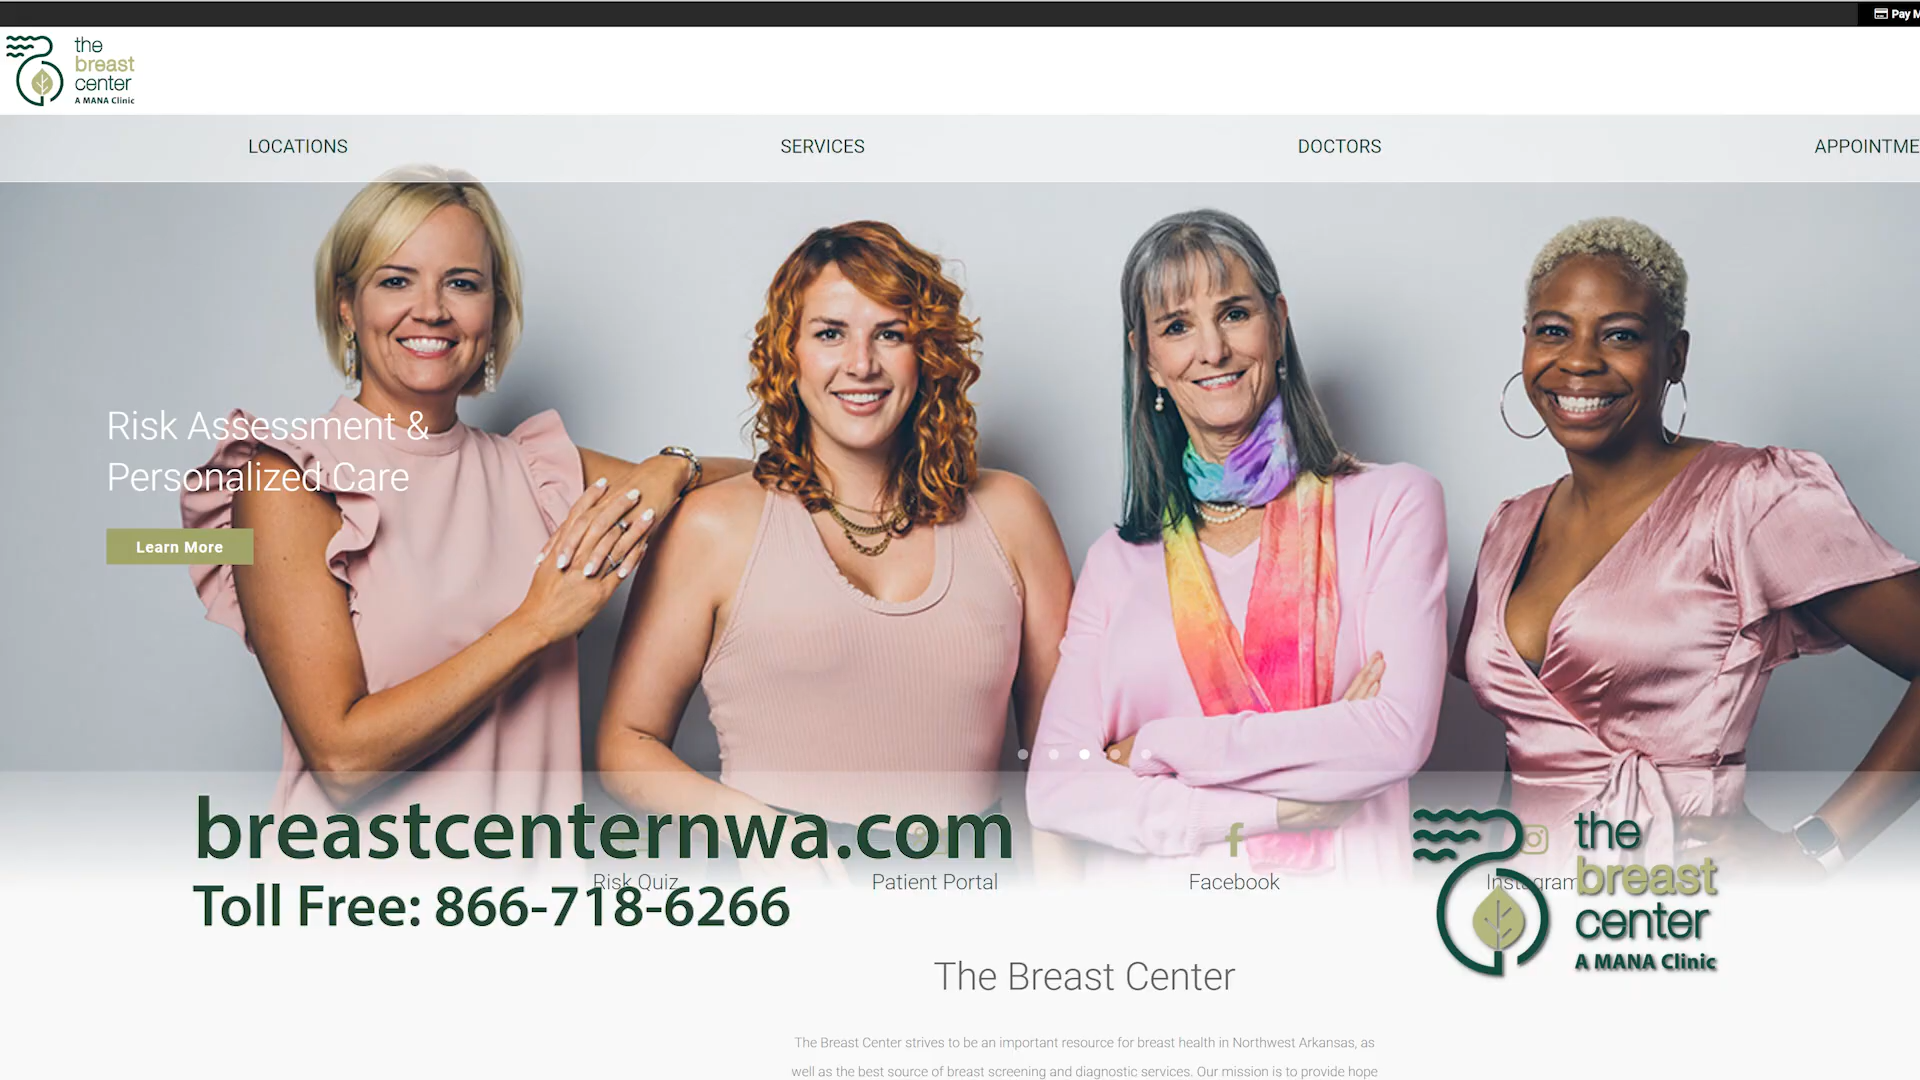 Pay M
the
breast
center
A MANA Clinic
LOCATIONS
SERVICES
DOCTORS
APPOINTME
Risk Assessment &
Personalized Care
Learn More
breastcenternwa.com
Toll Free: 866-718-6266
Risk Quiz
Patient Portal
Facebook
Instagram
the
breast
center
A MANA Clinic
The Breast Center
The Breast Center strives to be an important resource for breast health in Northwest Arkansas, as
well as the best source of breast screening and diagnostic services. Our mission is to provide hope